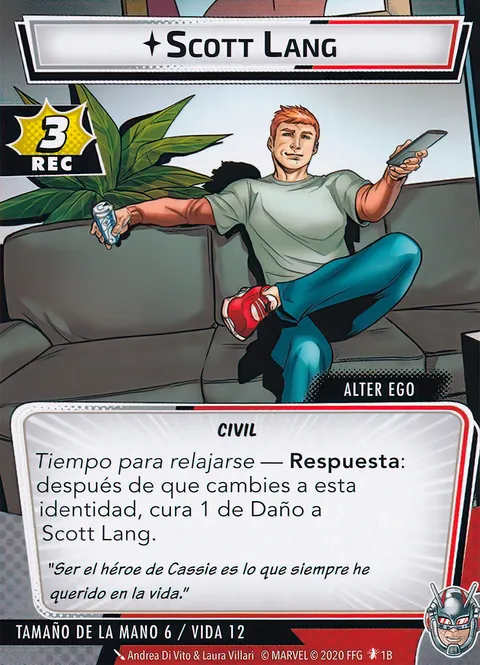 SCOTT LANG
3
REC
ALTER EGO
CIVIL
Tiempo para relajarse — Respuesta:
después de que cambies a esta
identidad, cura 1 de Daño a
Scott Lang.
"Ser el héroe de Cassie es lo que siempre he
querido en la vida."
TAMAÑO DE LA MANO 6 / VIDA 12
Andrea Di Vito & Laura Villari © MARVEL © 2020 FFG 1B